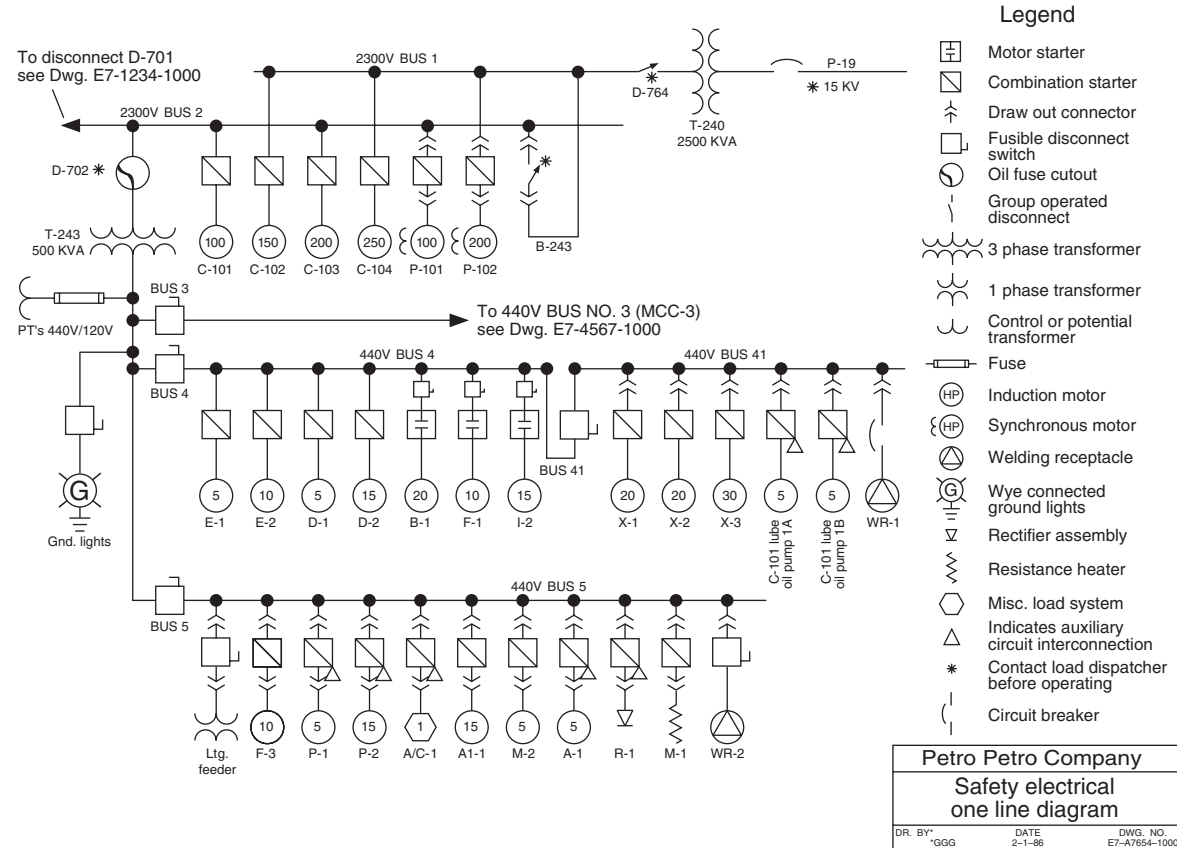 To disconnect D-701
see Dwg. E7-1234-1000
2300V BUS 1
D-764
P-19
* 15 KV
*
T-240
2500 KVA
2300V BUS 2
D-702 *
*
T-243
500 KVA
100
150
200
250
100
200
C-101
C-102
C-103
C-104
P-101
P-102
B-243
BUS 3
PT's 440V/120V
To 440V BUS NO. 3 (MCC-3)
see Dwg. E7-4567-1000
BUS 4
440V BUS 4
440V BUS 41
BUS 41
G
Gnd. lights
5
10
5
15
20
10
15
20
20
30
5
5
E-1
E-2
D-1
D-2
B-1
F-1
I-2
X-1
X-2
X-3
C-101 lube
oil pump 1A
C-101 lube
oil pump 1B
WR-1
BUS 5
440V BUS 5
10
5
15
1
15
5
5
Ltg.
feeder
F-3
P-1
P-2
A/C-1
A1-1
M-2
A-1
R-1
M-1
WR-2
Legend
Motor starter
Combination starter
Draw out connector
Fusible disconnect
switch
Oil fuse cutout
Group operated
disconnect
3 phase transformer
1 phase transformer
Control or potential
transformer
Fuse
HP
Induction motor
HP
Synchronous motor
Welding receptacle
G
Wye connected
ground lights
Rectifier assembly
Resistance heater
Misc. load system
Indicates auxiliary
circuit interconnection
* Contact load dispatcher
before operating
Circuit breaker
Petro Petro Company
Safety electrical
one line diagram
DR. BY* DATE DWG. NO.
*GGG 2–1–86 E7–A7654–1000